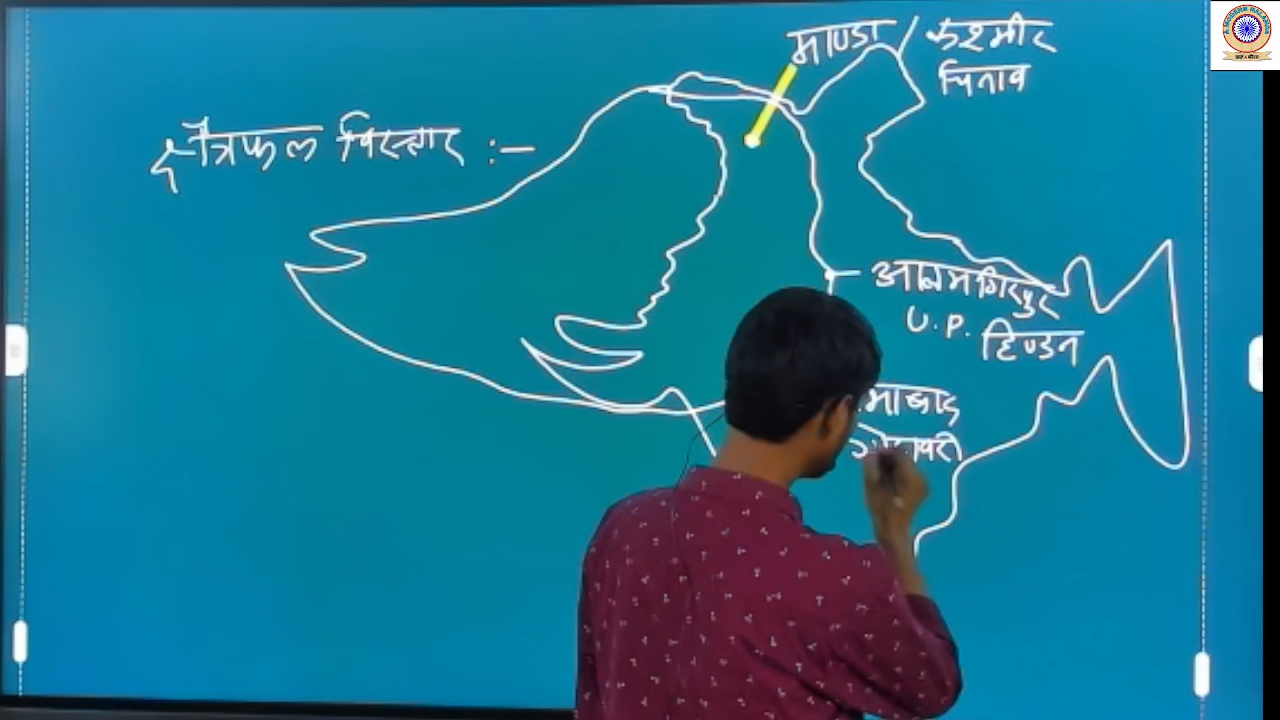 माण्डा
कश्मीर
चिनाव
क्षैत्रफल विस्तार :-
आलमगिरपुर
U.P.
हिण्डन
माबाद